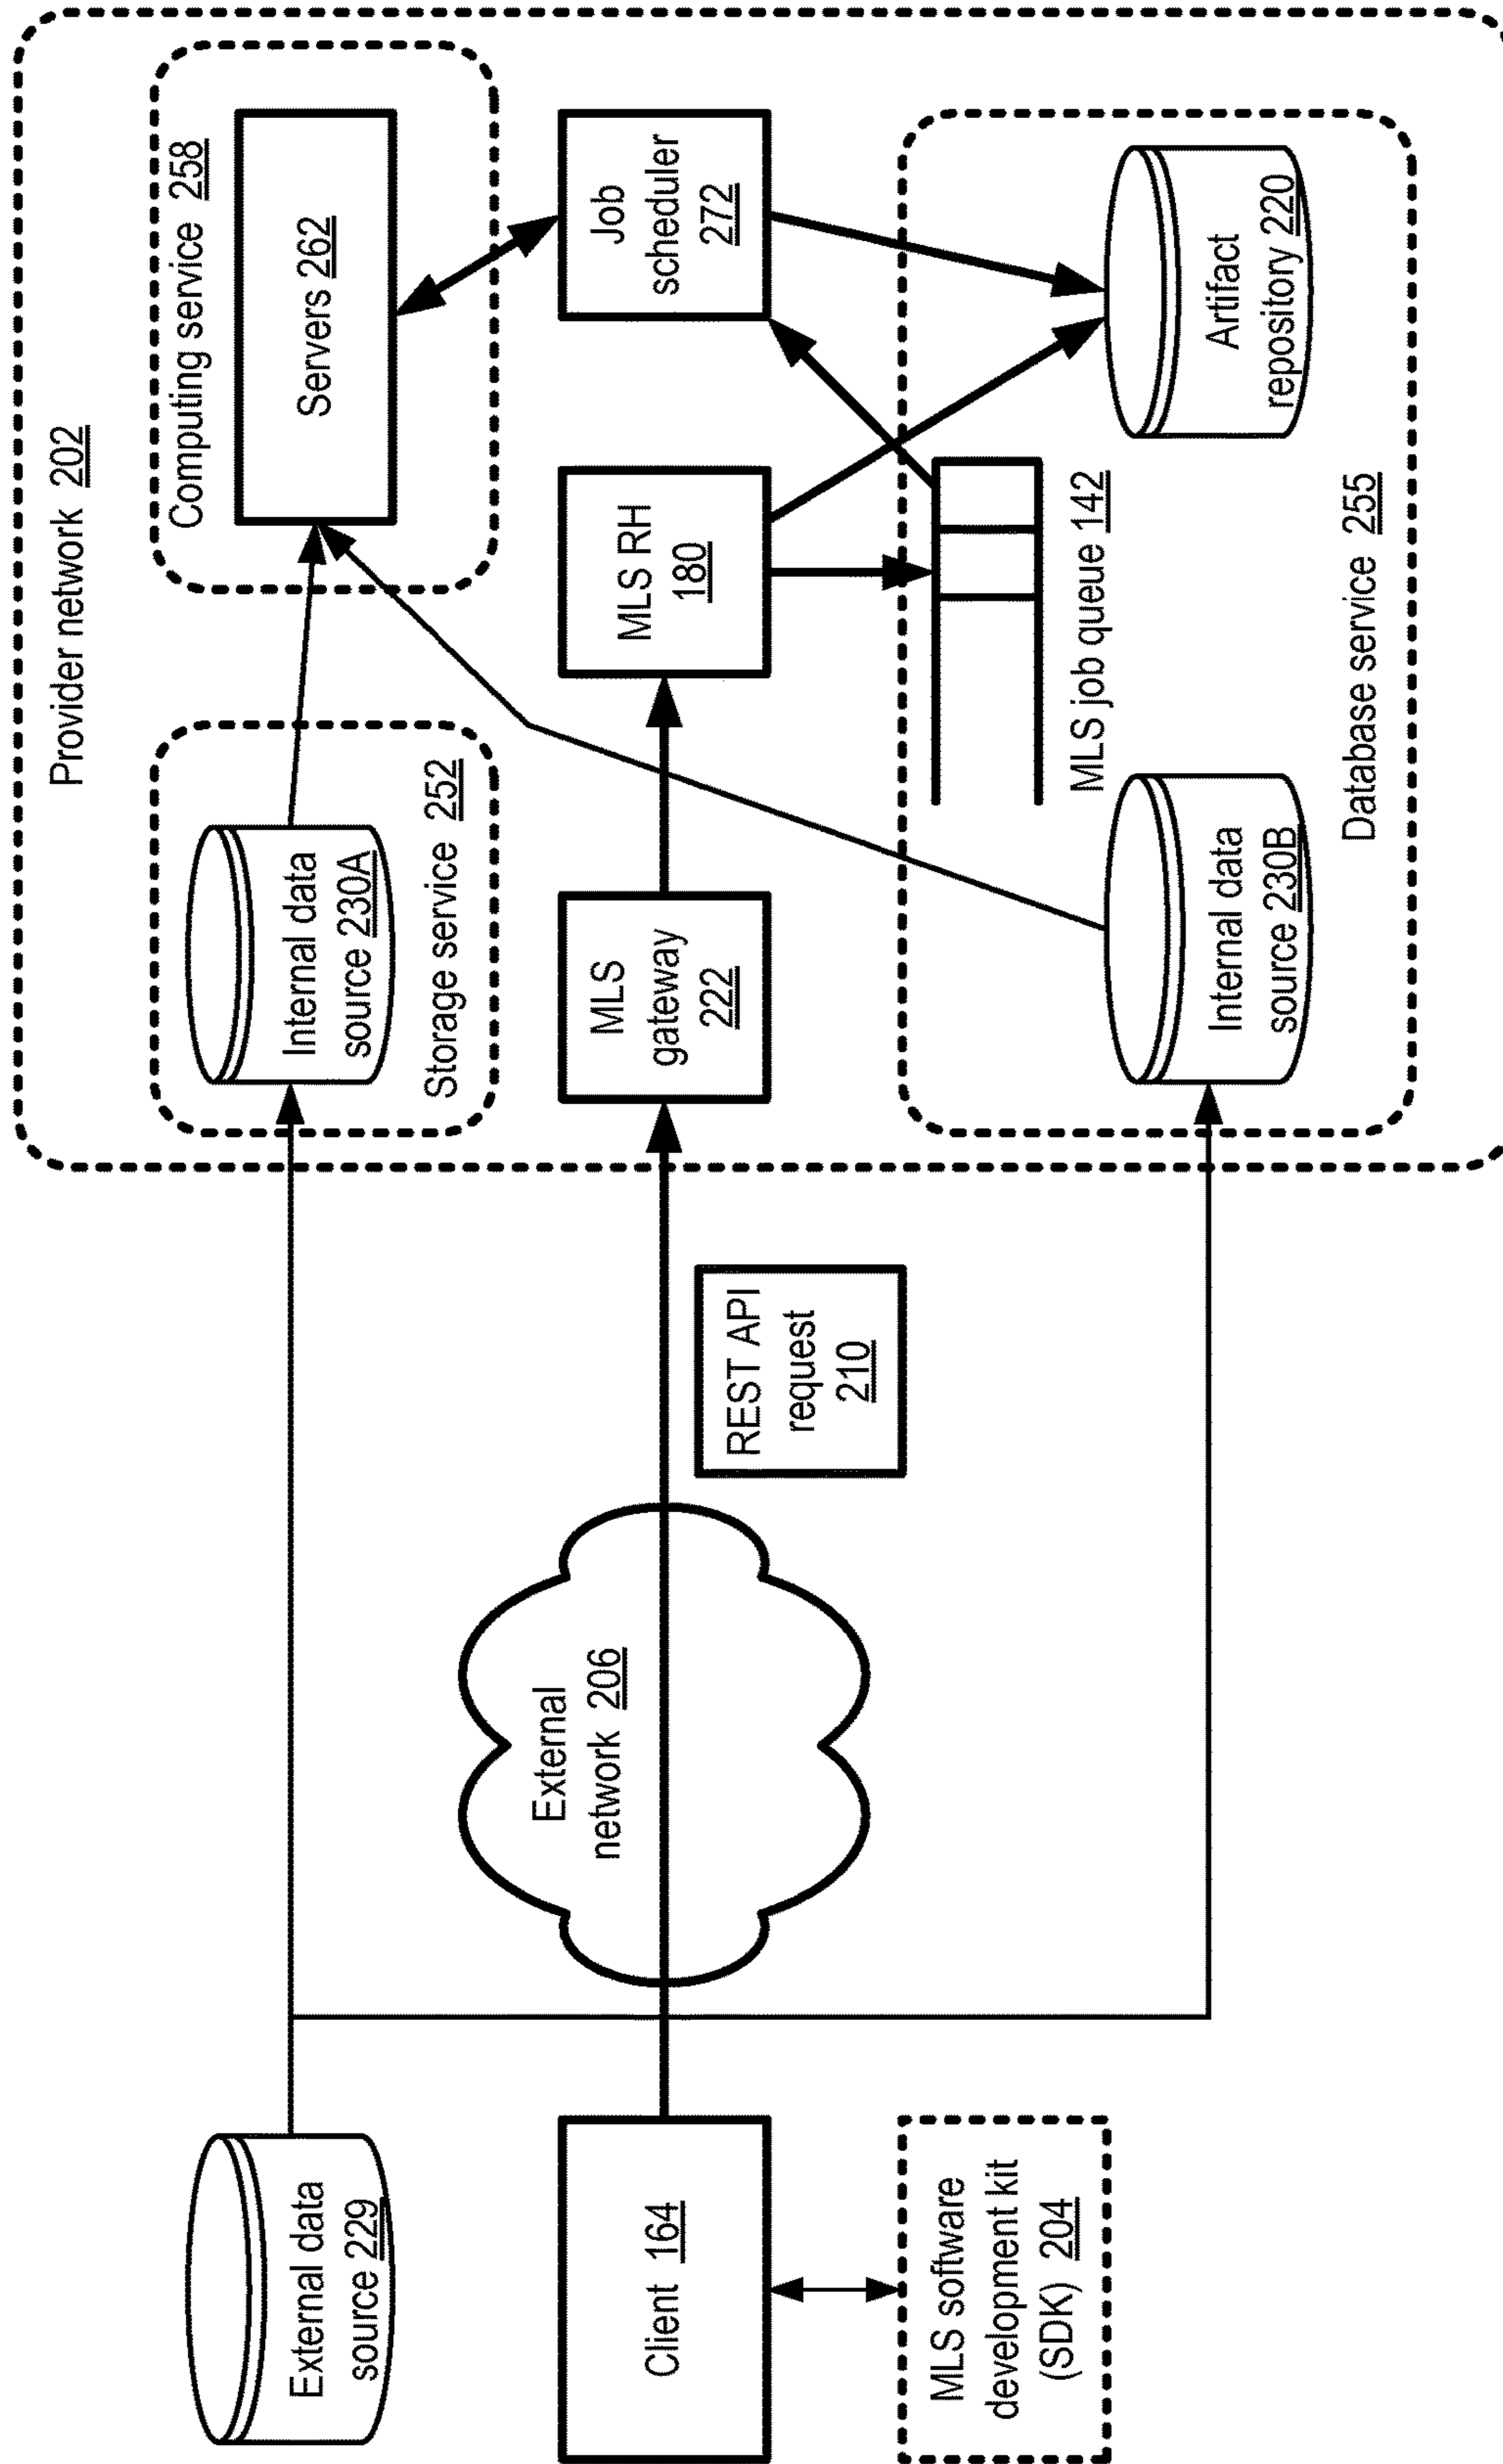 Provider network 202
External data
source 229
Internal data
source 230A
Storage service 252
Computing service 258
Servers 262
External
network 206
Client 164
REST API
request
210
MLS
gateway
222
MLS RH
180
Job
scheduler
272
MLS software
development kit
(SDK) 204
MLS job queue 142
Internal data
source 230B
Artifact
repository 220
Database service 255